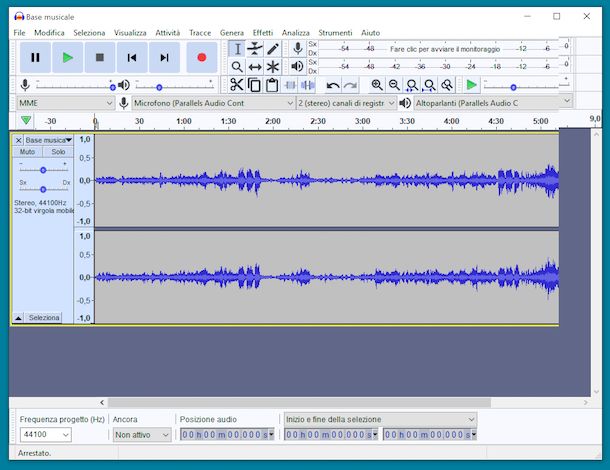 Base musicale
File Modifica Seleziona Visualizza Attività Tracce Genera Effetti Analizza Strumenti Aiuto
Sx Dx -54 -48 Fare clic per avviare il monitoraggio -12 -6 0
Sx Dx -54 -48 -42 -36 -30 -24 -18 -12 -6 0
MME Microfono (Parallels Audio Cont 2 (stereo) canali di registr Altoparlanti (Parallels Audio C
-30 0 30 1:00 1:30 2:00 2:30 3:00 3:30 4:00 4:30 5:00
Base musica
Muto Solo
- +
Sx Dx
Stereo, 44100Hz
32-bit virgola mobile
1,0
0,5
0,0
-0,5
-1,0
1,0
0,5
0,0
-0,5
-1,0
Seleziona
Frequenza progetto (Hz) Ancora Posizione audio Inizio e fine della selezione
44100 Non attivo 00 h 00 m 00,000 s 00 h 00 m 00,000 s 00 h 00 m 00,000 s
Arrestato.